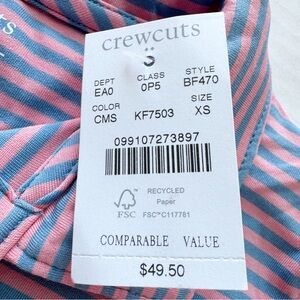 crewcuts
DEPT CLASS STYLE
EA0 0P5 BF470
COLOR SIZE
CMS KF7503 XS
099107273897
RECYCLED
Paper
FSC FSC® C117781
COMPARABLE VALUE
$49.50